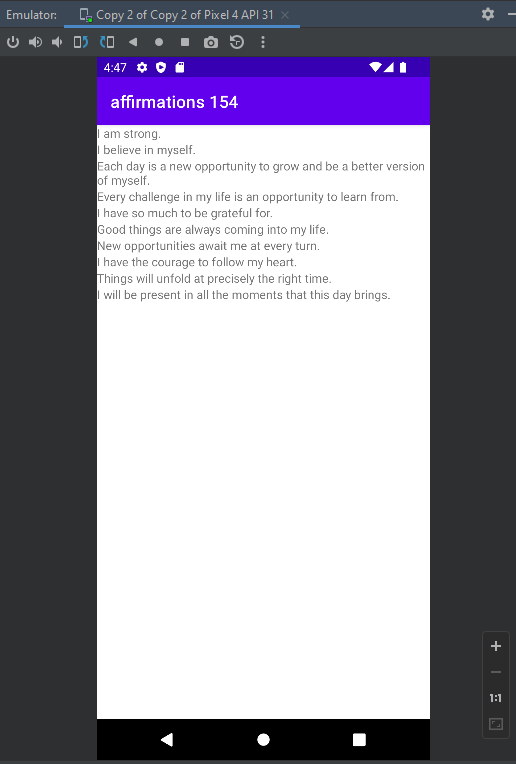 Emulator: Copy 2 of Copy 2 of Pixel 4 API 31
4:47
affirmations 154
I am strong.
I believe in myself.
Each day is a new opportunity to grow and be a better version
of myself.
Every challenge in my life is an opportunity to learn from.
I have so much to be grateful for.
Good things are always coming into my life.
New opportunities await me at every turn.
I have the courage to follow my heart.
Things will unfold at precisely the right time.
I will be present in all the moments that this day brings.
1:1